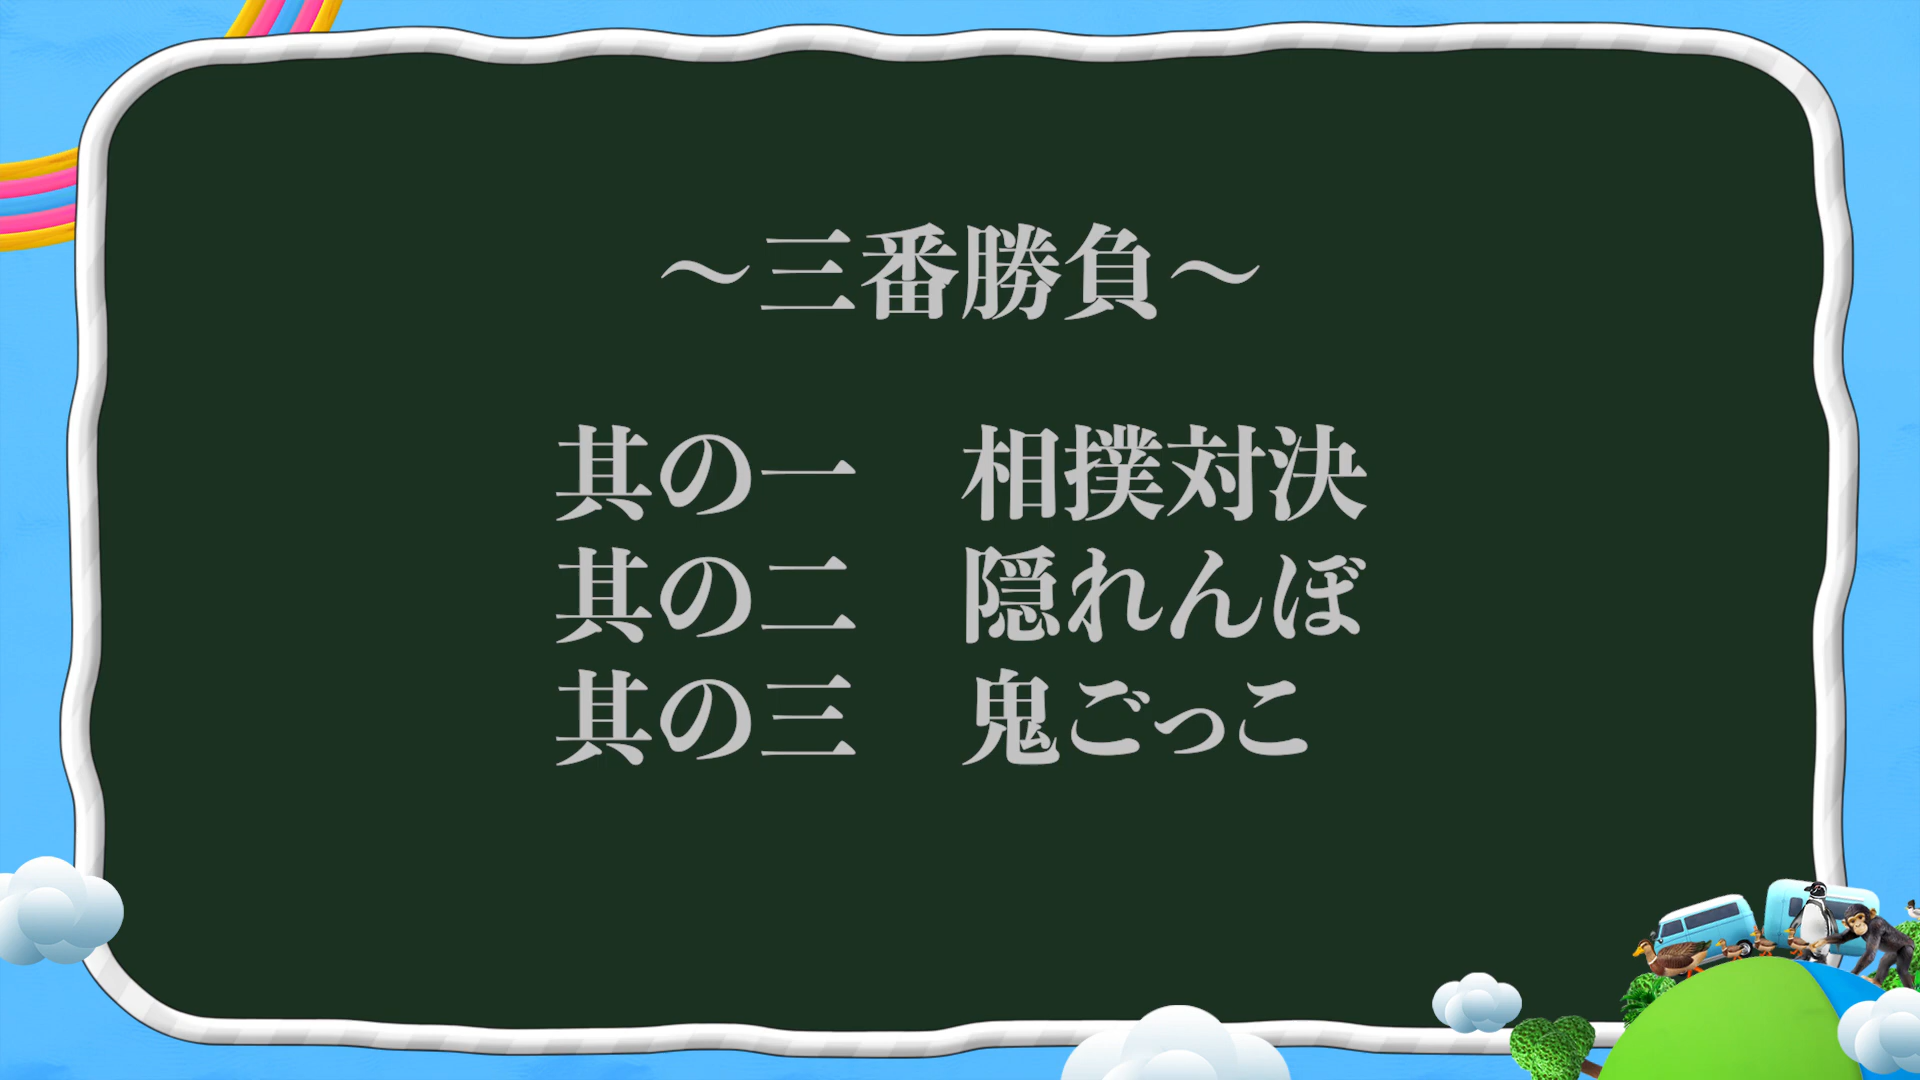 ～三番勝負～
其の一　相撲対決
其の二　隠れんぼ
其の三　鬼ごっこ